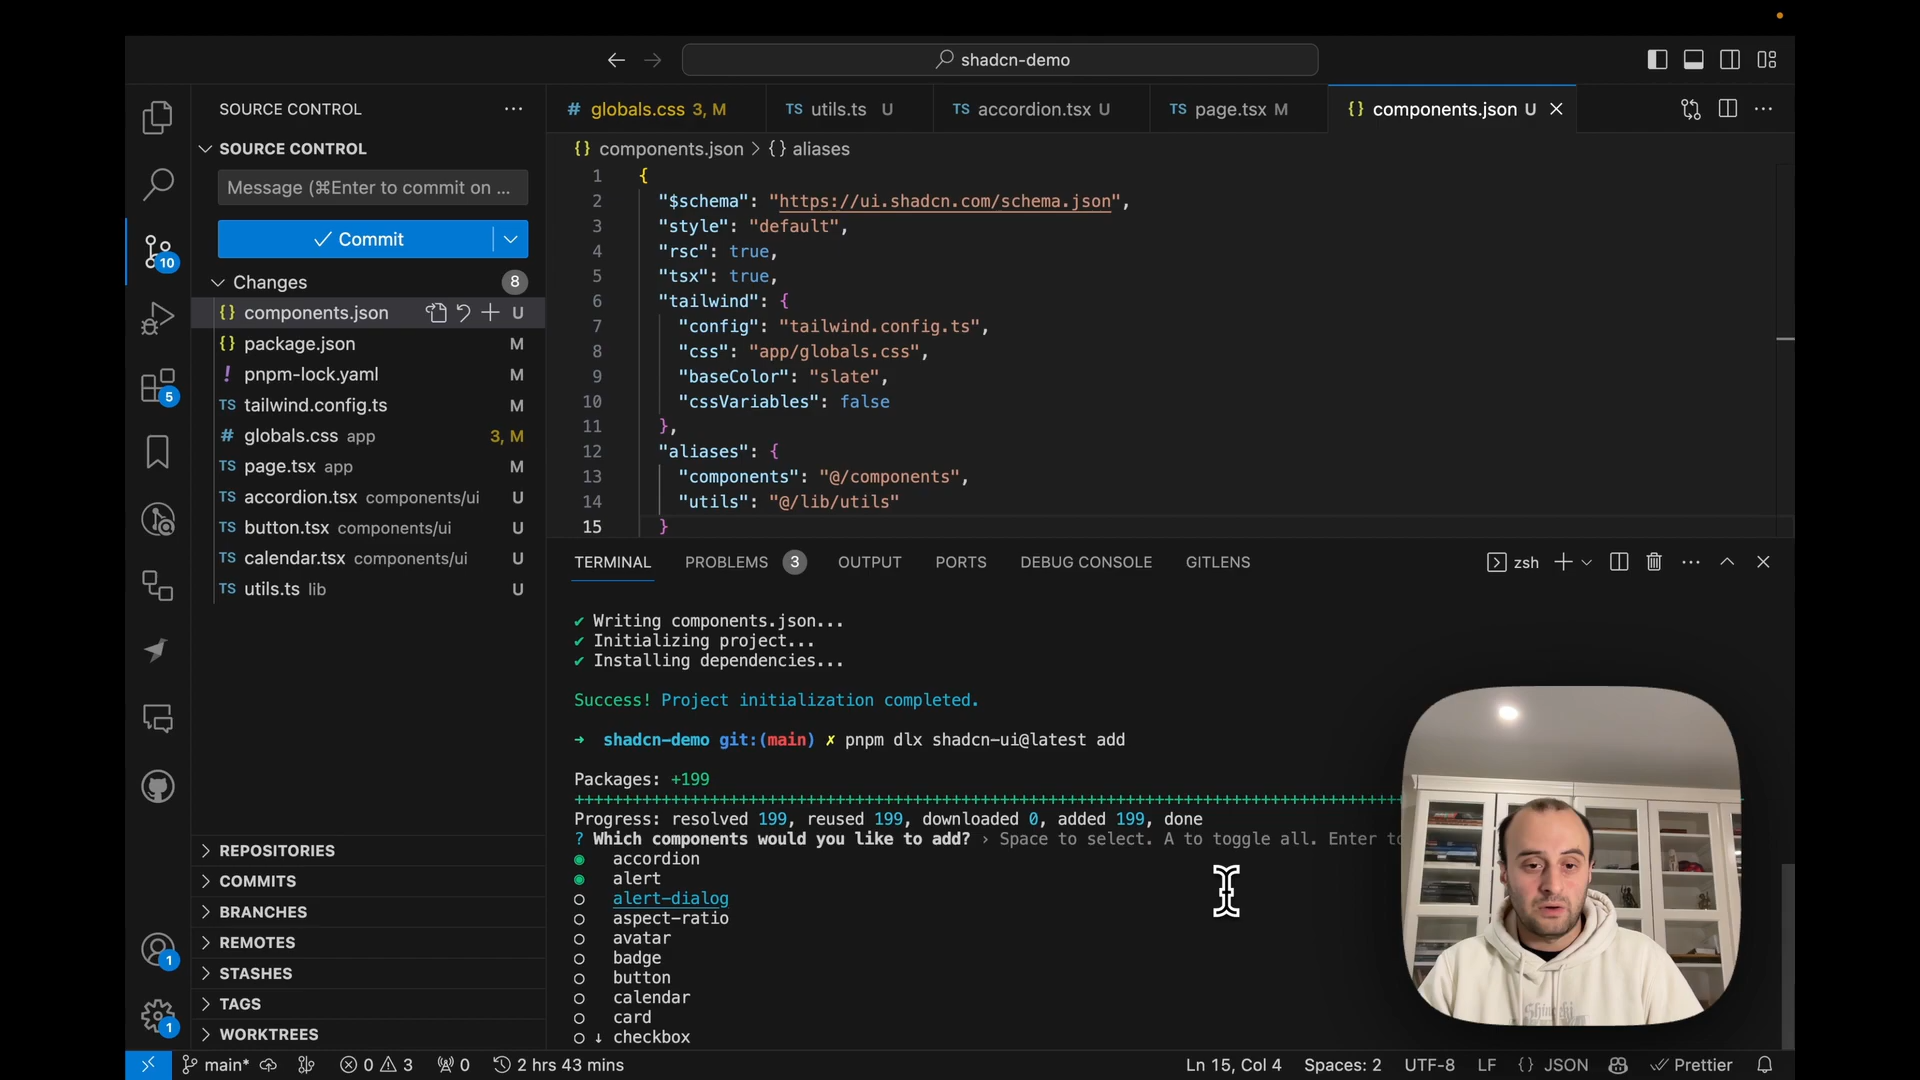 shadcn-demo
SOURCE CONTROL
# globals.css 3, M
TS utils.ts U
TS accordion.tsx U
TS page.tsx M
{} components.json U
SOURCE CONTROL
{} components.json > {} aliases
Message (⌘Enter to commit on ...
Commit
10
Changes 8
{} components.json U
{} package.json M
! pnpm-lock.yaml M
TS tailwind.config.ts M
# globals.css app 3, M
TS page.tsx app M
TS accordion.tsx components/ui U
TS button.tsx components/ui U
TS calendar.tsx components/ui U
TS utils.ts lib U
5
1 {
2 "$schema": "https://ui.shadcn.com/schema.json",
3 "style": "default",
4 "rsc": true,
5 "tsx": true,
6 "tailwind": {
7 "config": "tailwind.config.ts",
8 "css": "app/globals.css",
9 "baseColor": "slate",
10 "cssVariables": false
11 },
12 "aliases": {
13 "components": "@/components",
14 "utils": "@/lib/utils"
15 }
TERMINAL PROBLEMS 3 OUTPUT PORTS DEBUG CONSOLE GITLENS zsh
✔ Writing components.json...
✔ Initializing project...
✔ Installing dependencies...
Success! Project initialization completed.
➜ shadcn-demo git:(main) ✗ pnpm dlx shadcn-ui@latest add
Packages: +199
++++++++++++++++++++++++++++++++++++++++++++++++++++++++++++++++++++++++++++++++++++++
Progress: resolved 199, reused 199, downloaded 0, added 199, done
? Which components would you like to add? › Space to select. A to toggle all. Enter to
accordion
alert
alert-dialog
aspect-ratio
avatar
badge
button
calendar
card
↓ checkbox
REPOSITORIES
COMMITS
BRANCHES
REMOTES
STASHES
TAGS
WORKTREES
1
1
main* 0 3 0 2 hrs 43 mins
Ln 15, Col 4 Spaces: 2 UTF-8 LF {} JSON Prettier